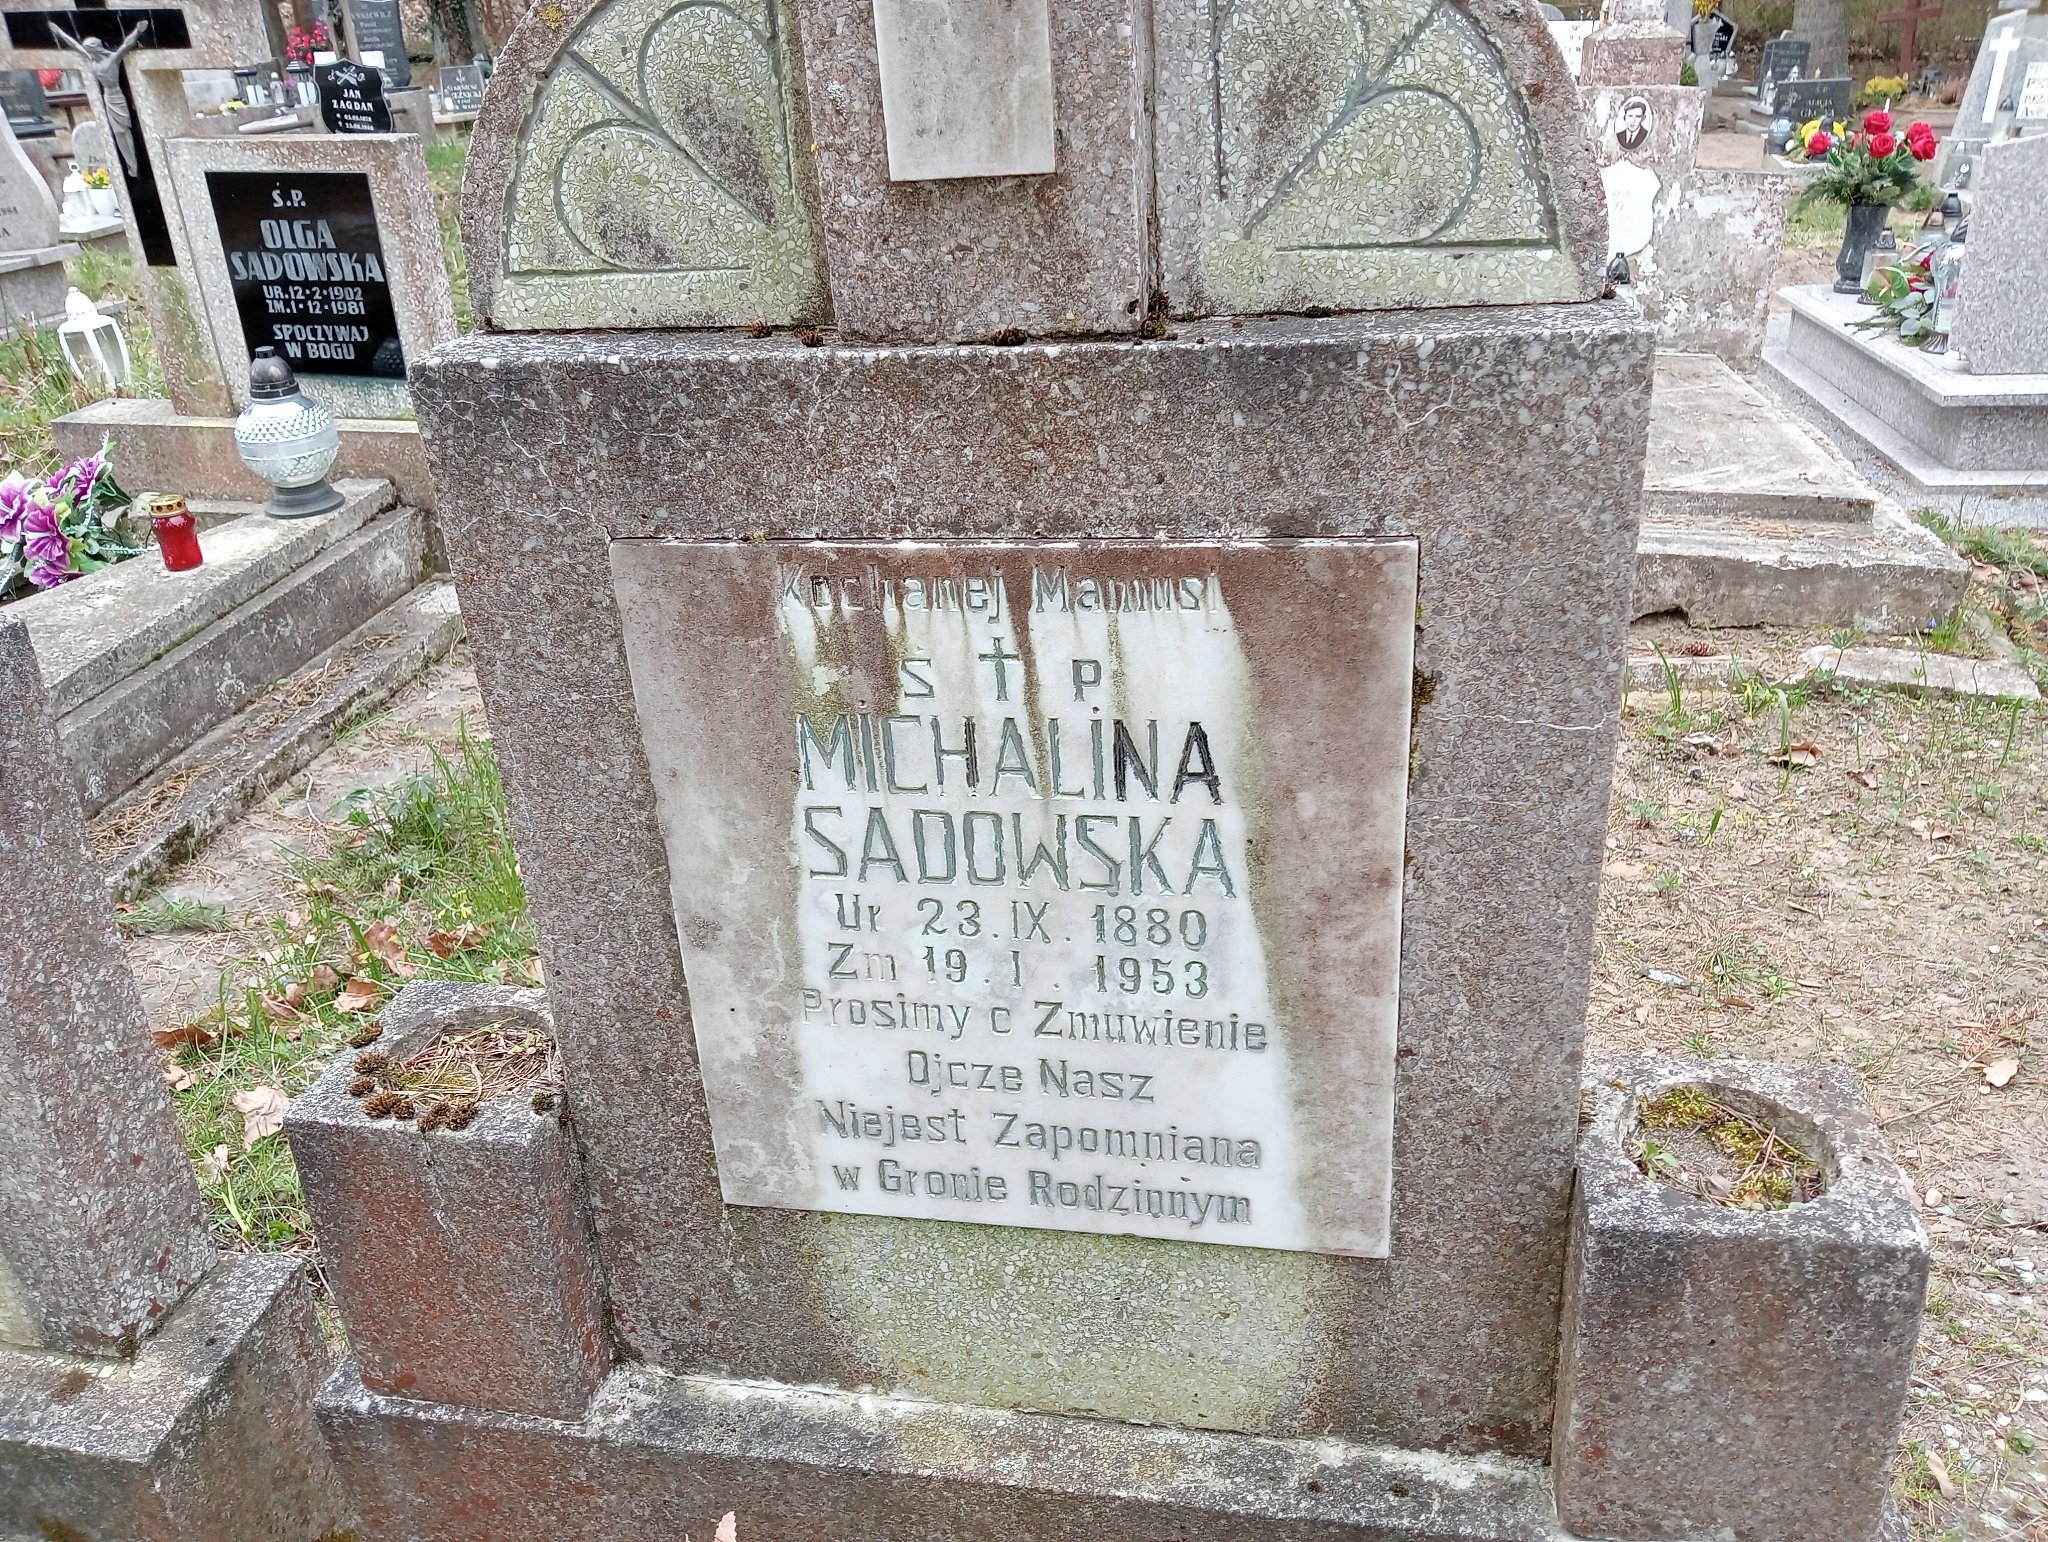 JAN
ZAGDAN
Ś.P.
OLGA
SADOWSKA
UR.12·2·1902
ZM.1·12·1981
SPOCZYWAJ
W BOGU
Kochanej Mamusi
Ś † P
MICHALINA
SADOWSKA
Ur 23.IX.1880
Zm 19.I.1953
Prosimy o Zmuwienie
Ojcze Nasz
Niejest Zapomniana
w Gronie Rodzinnym